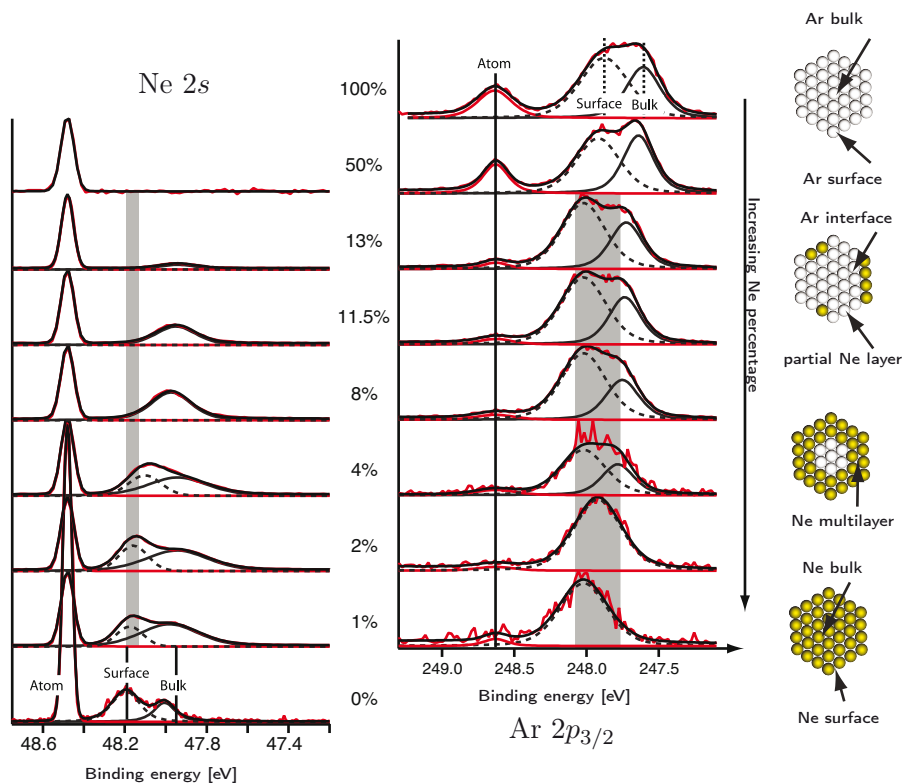 Ne 2s
Atom
Surface
Bulk
48.6
48.2
47.8
47.4
Binding energy [eV]
100%
50%
13%
11.5%
8%
4%
2%
1%
0%
Atom
Surface
Bulk
249.0
248.5
248.0
247.5
Binding energy [eV]
Ar 2p3/2
Increasing Ne percentage
Ar bulk
Ar surface
Ar interface
partial Ne layer
Ne multilayer
Ne bulk
Ne surface